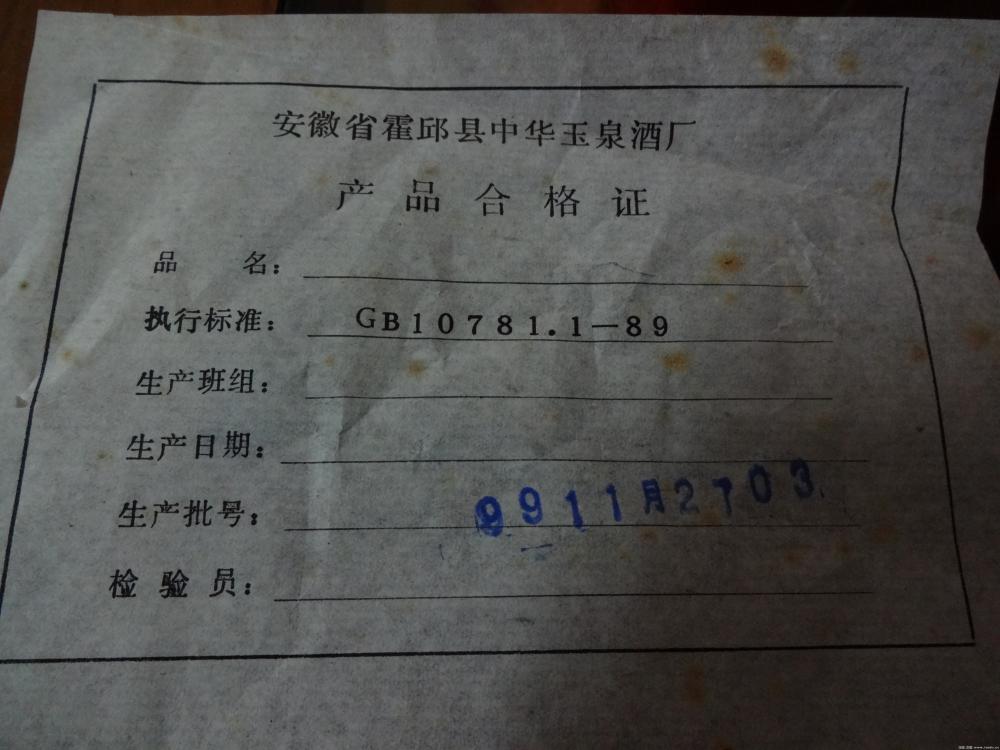 安徽省霍邱县中华玉泉酒厂
产品合格证
品 名：
执行标准： GB10781.1—89
生产班组：
生产日期：
生产批号： 9911月2703
检验员：